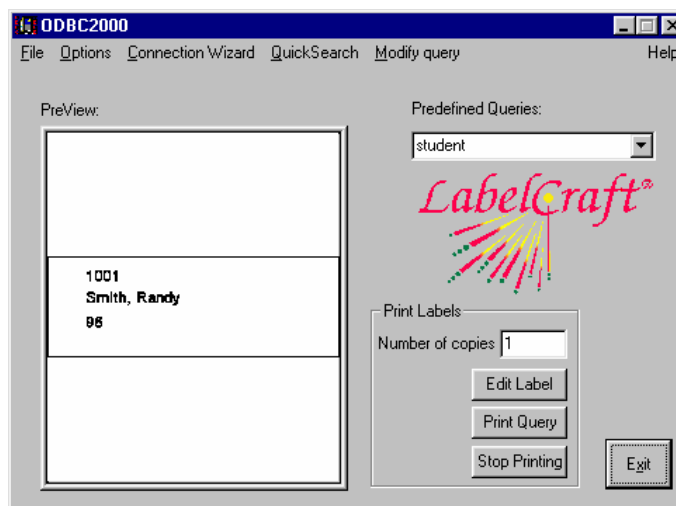 ODBC2000
File Options Connection Wizard QuickSearch Modify query Help
PreView:
Predefined Queries:
student
LabelCraft®
1001
Smith, Randy
96
Print Labels
Number of copies 1
Edit Label
Print Query
Stop Printing
Exit